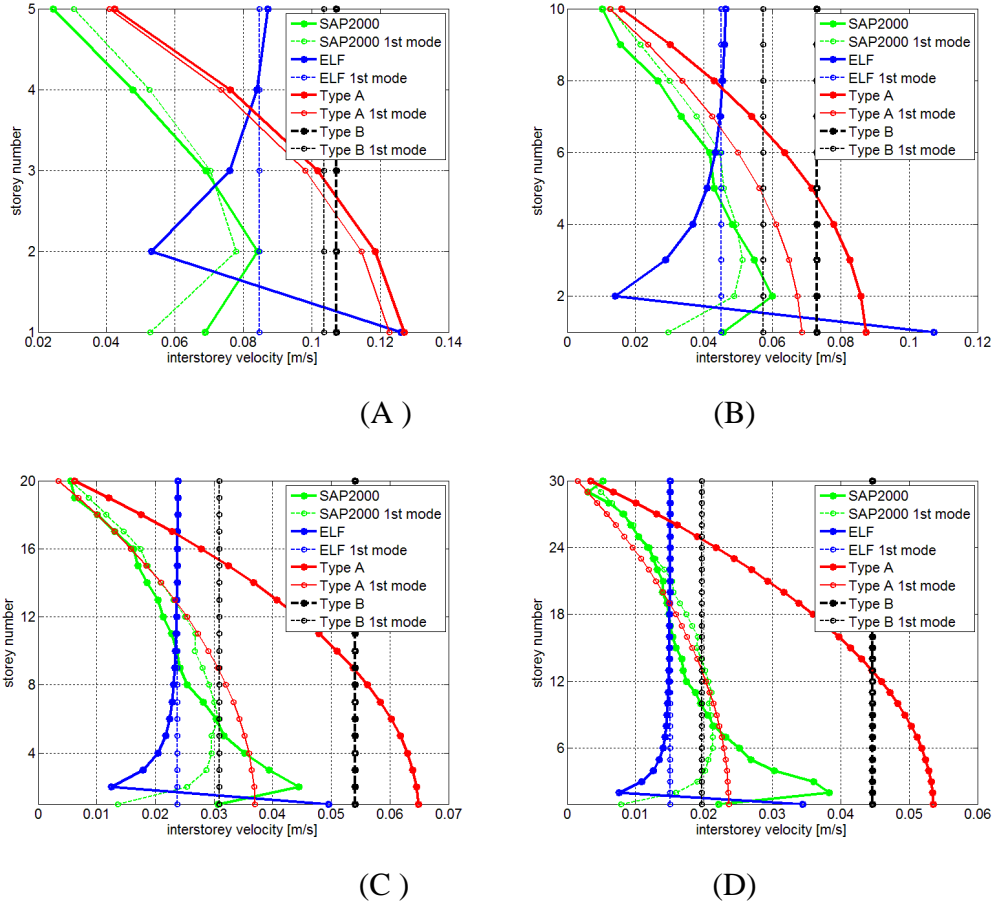 5
4
3
2
1
storey number
0.02
0.04
0.06
0.08
0.1
0.12
0.14
interstorey velocity [m/s]
SAP2000
SAP2000 1st mode
ELF
ELF 1st mode
Type A
Type A 1st mode
Type B
Type B 1st mode
(A )
10
8
6
4
2
storey number
0
0.02
0.04
0.06
0.08
0.1
0.12
interstorey velocity [m/s]
SAP2000
SAP2000 1st mode
ELF
ELF 1st mode
Type A
Type A 1st mode
Type B
Type B 1st mode
(B)
20
16
12
8
4
storey number
0
0.01
0.02
0.03
0.04
0.05
0.06
0.07
interstorey velocity [m/s]
SAP2000
SAP2000 1st mode
ELF
ELF 1st mode
Type A
Type A 1st mode
Type B
Type B 1st mode
(C )
30
24
18
12
6
storey number
0
0.01
0.02
0.03
0.04
0.05
0.06
interstorey velocity [m/s]
SAP2000
SAP2000 1st mode
ELF
ELF 1st mode
Type A
Type A 1st mode
Type B
Type B 1st mode
(D)